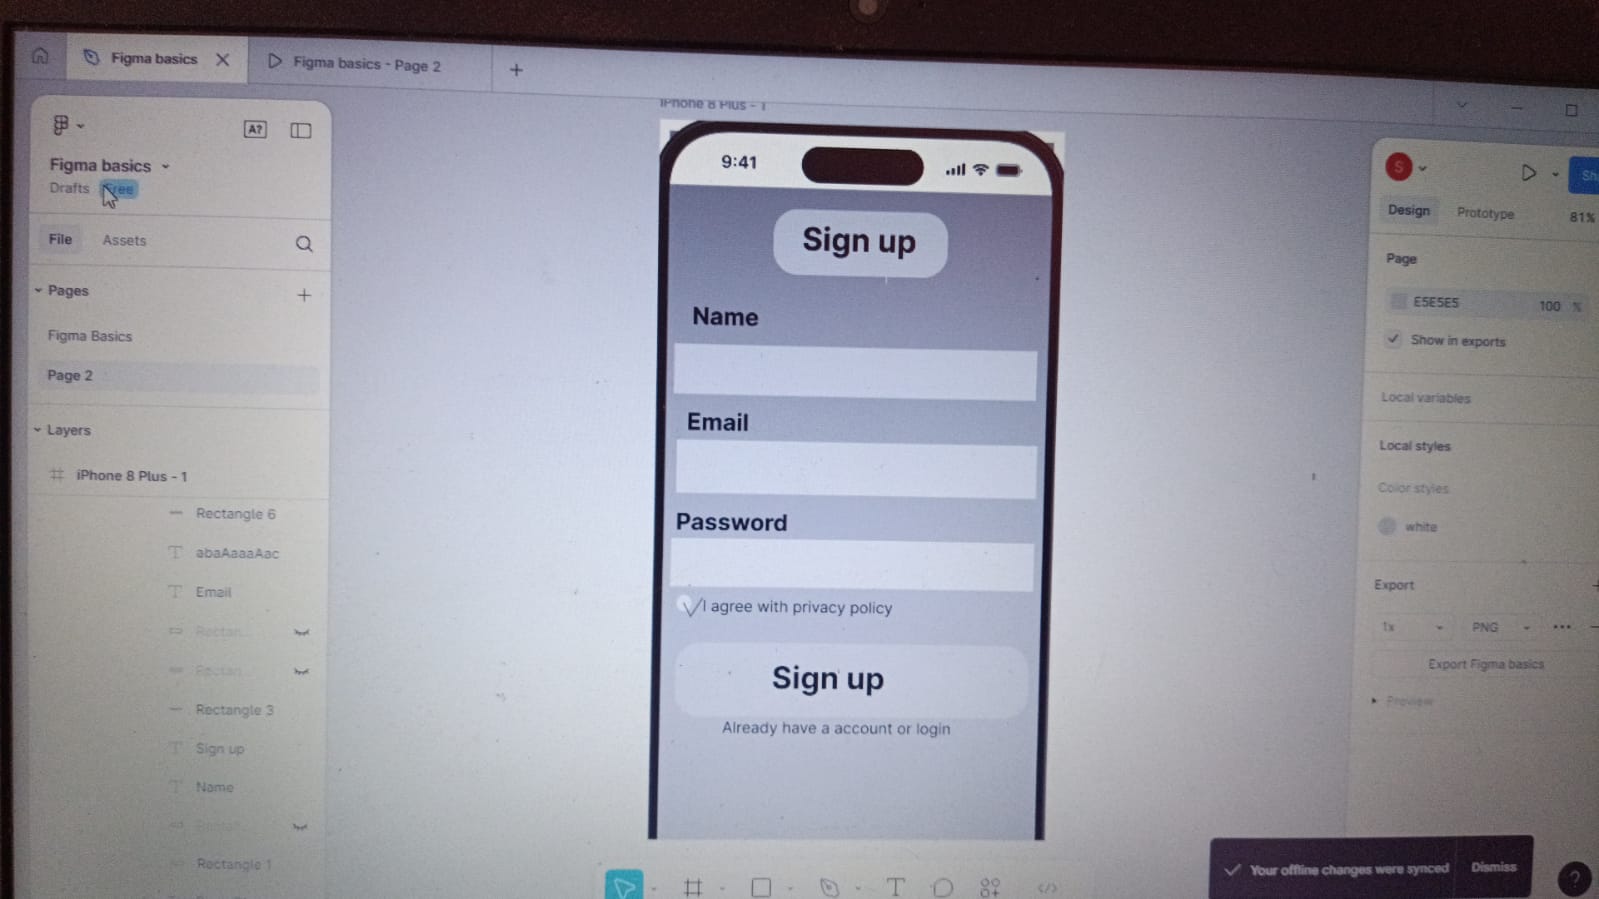 Figma basics
Figma basics - Page 2
A?
Figma basics
Drafts
Free
File
Assets
Pages
Figma Basics
Page 2
Layers
iPhone 8 Plus - 1
Rectangle 6
abaAaaaAac
Email
Rectan...
Rectan...
Rectangle 3
Sign up
Name
Rectangle 1
iPhone 8 Plus - 1
9:41
Sign up
Name
Email
Password
I agree with privacy policy
Sign up
Already have a account or login
S
Sh
Design
Prototype
81%
Page
E5E5E5
100 %
Show in exports
Local variables
Local styles
Color styles
white
Export
1x
PNG
Export Figma basics
Preview
Your offline changes were synced
Dismiss
?